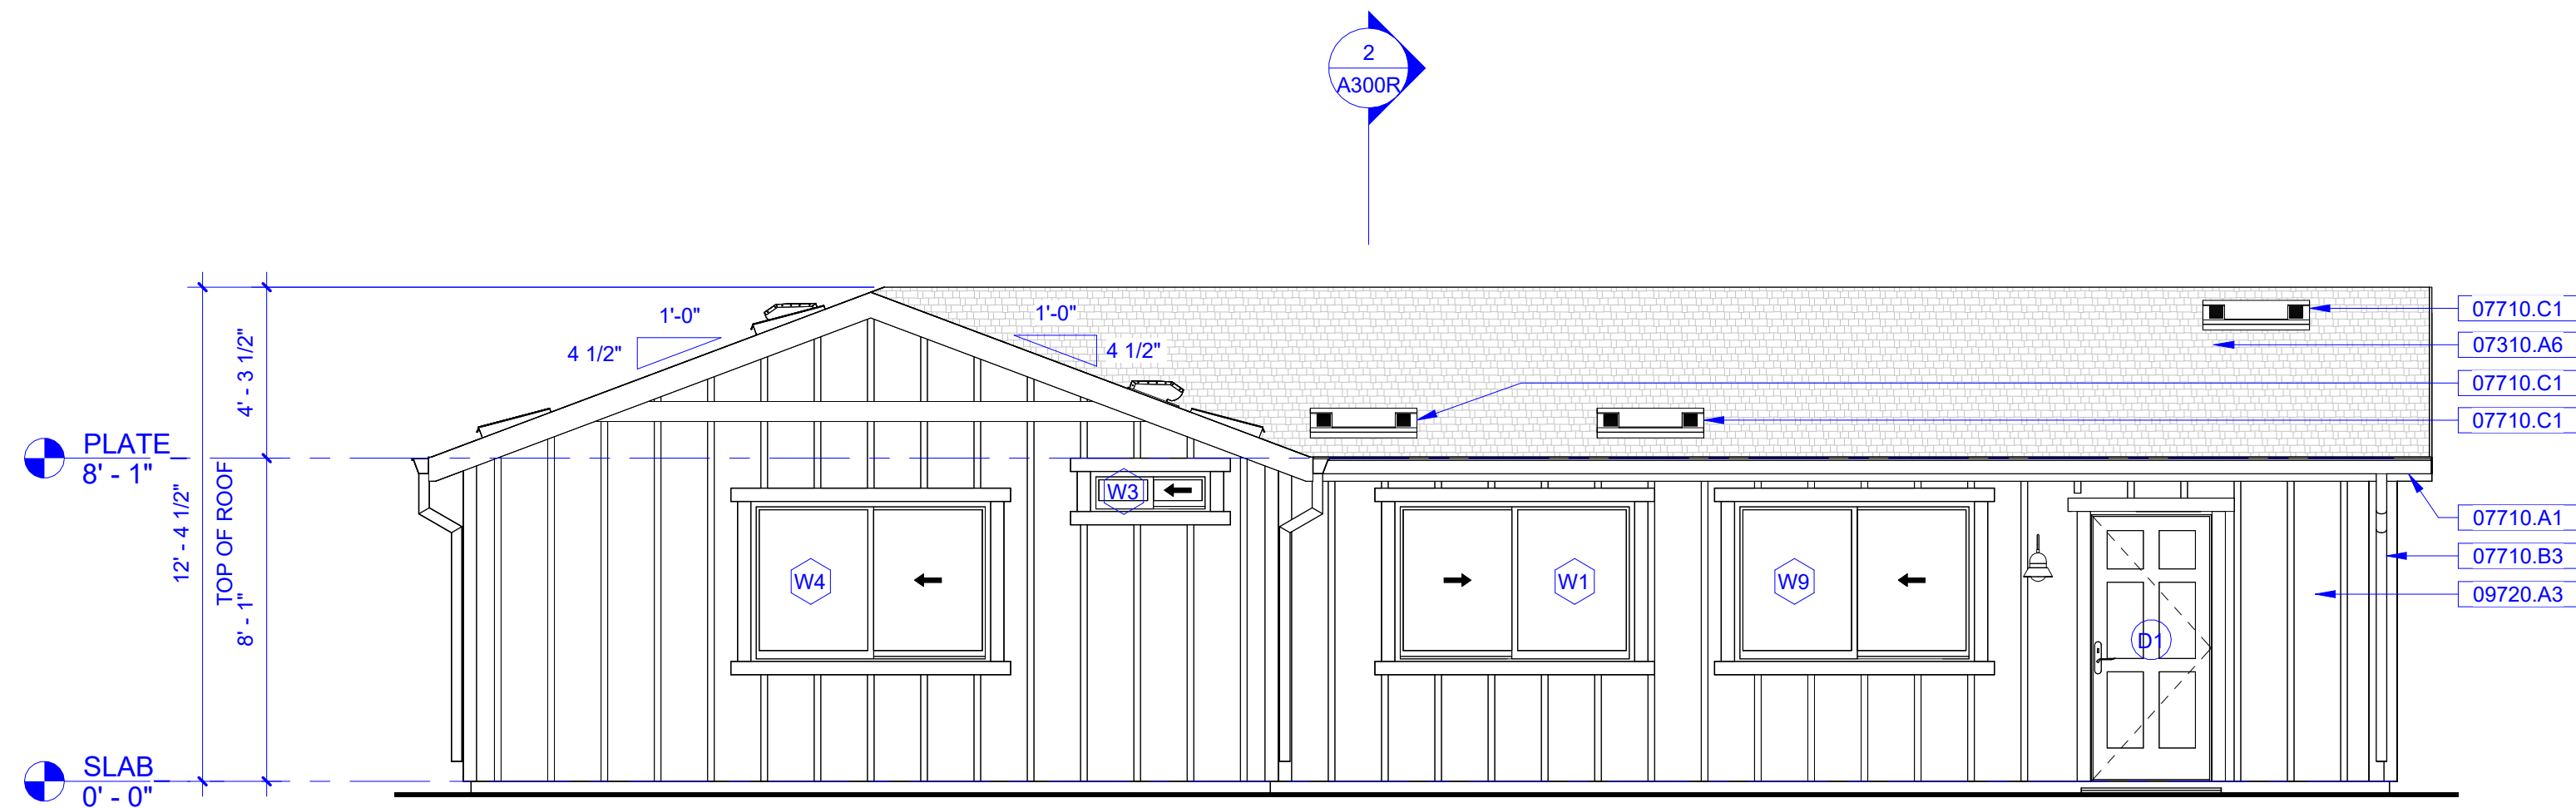 2
A300R
1'-0"
4 1/2"
1'-0"
4 1/2"
12' - 4 1/2"
TOP OF ROOF
4' - 3 1/2"
8' - 1"
PLATE
8' - 1"
SLAB
0' - 0"
W3
W4
W1
W9
D1
07710.C1
07310.A6
07710.C1
07710.C1
07710.A1
07710.B3
09720.A3